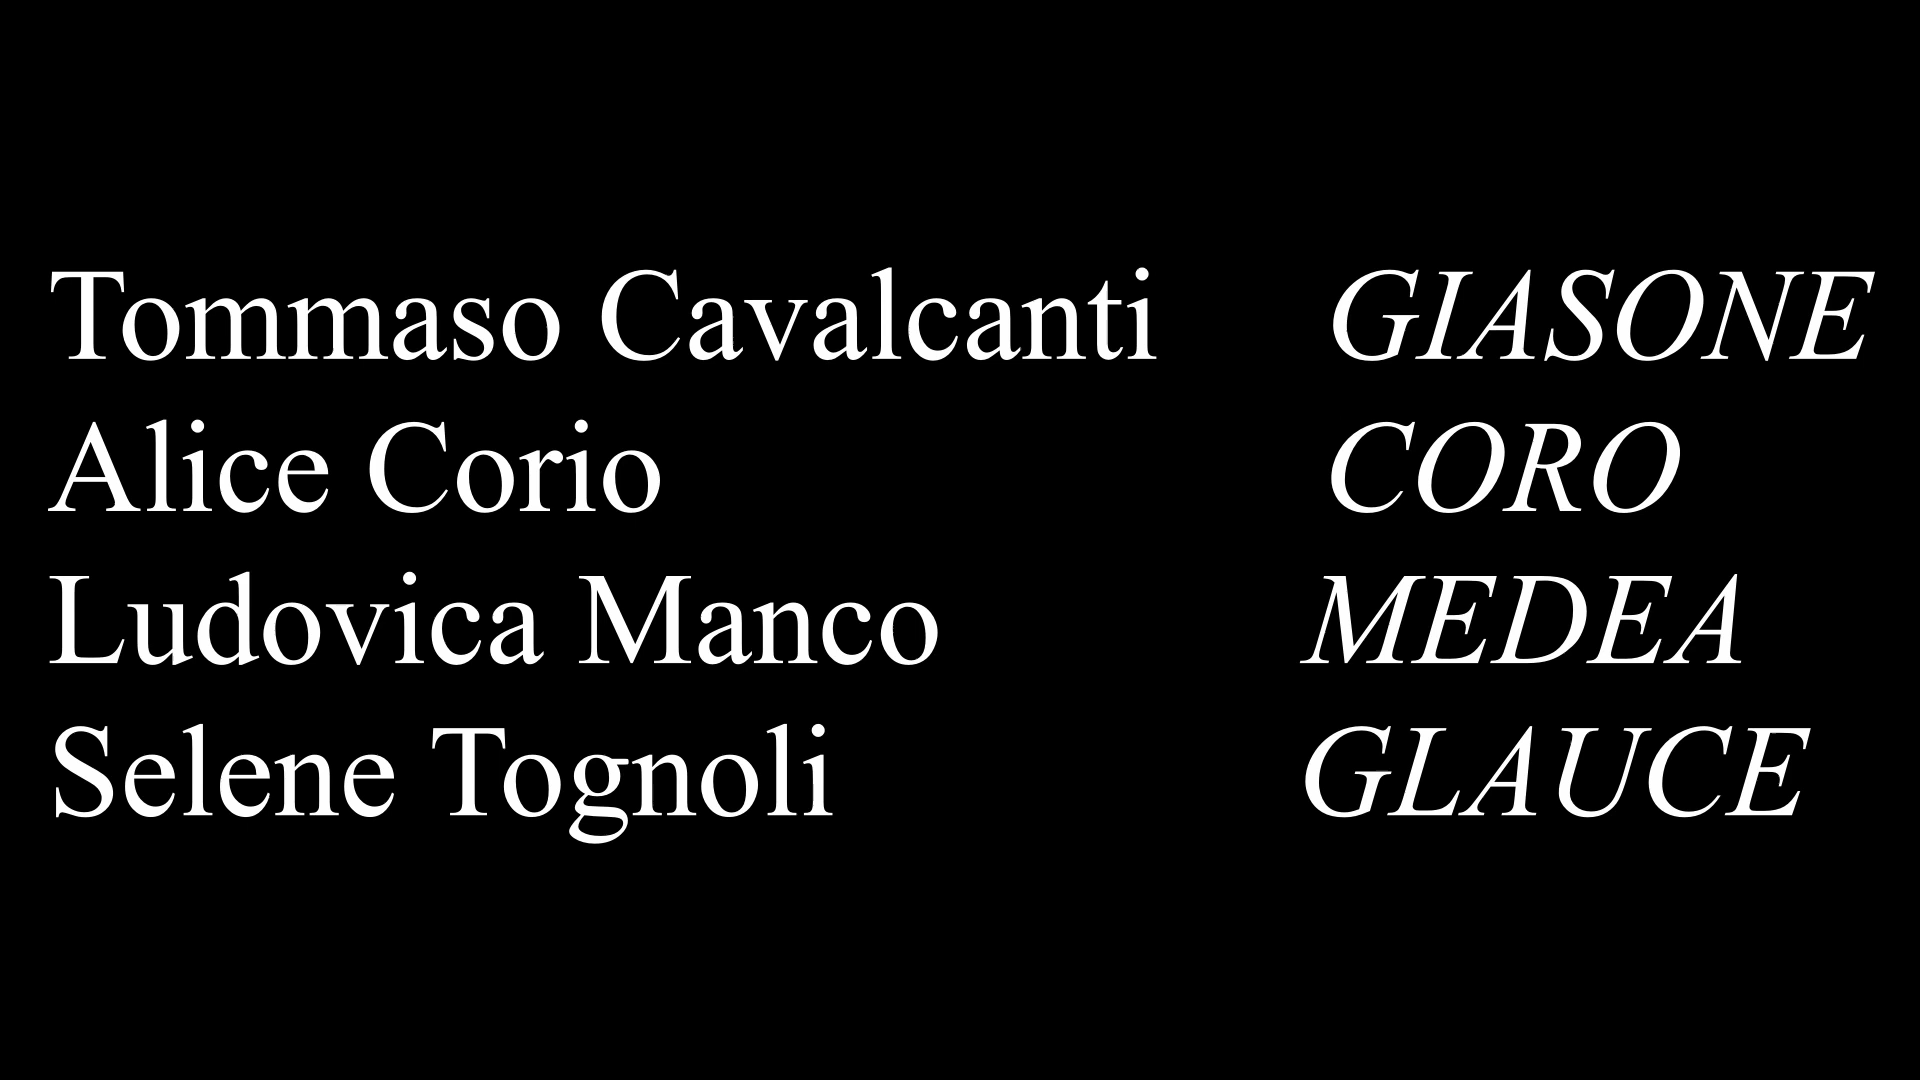 Tommaso Cavalcanti GIASONE
Alice Corio CORO
Ludovica Manco MEDEA
Selene Tognoli GLAUCE